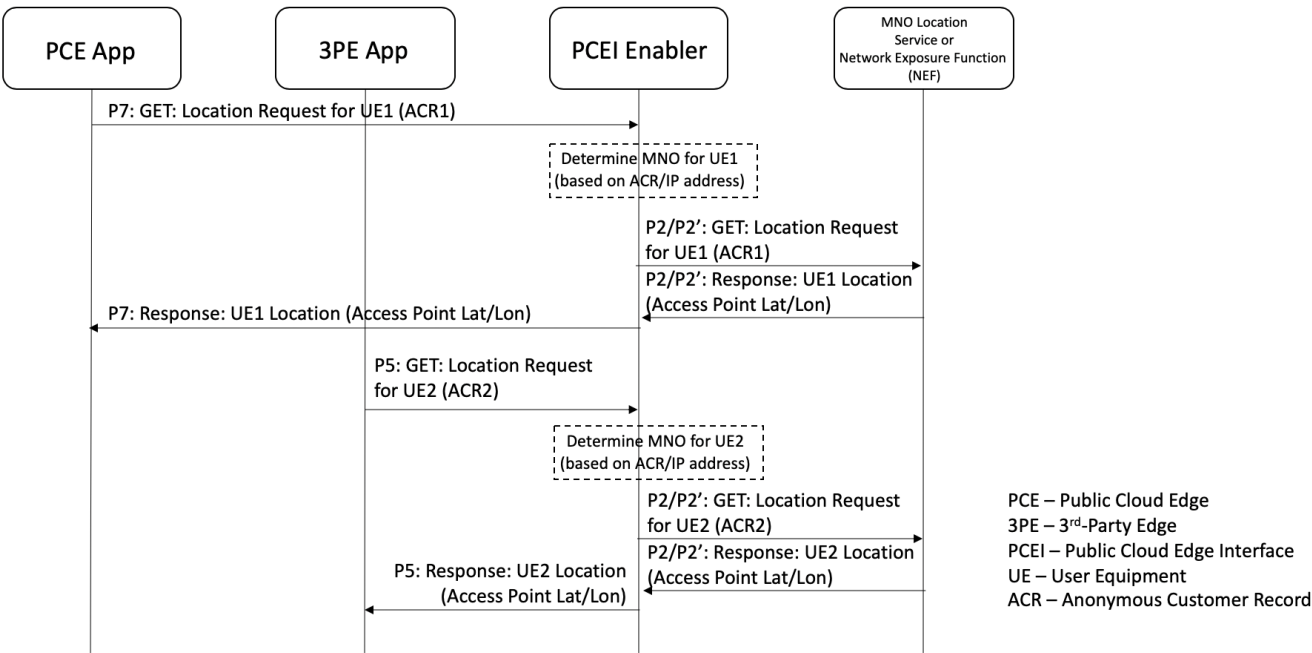 PCE App
3PE App
PCEI Enabler
MNO Location
Service or
Network Exposure Function
(NEF)
P7: GET: Location Request for UE1 (ACR1)
Determine MNO for UE1
(based on ACR/IP address)
P2/P2’: GET: Location Request
for UE1 (ACR1)
P2/P2’: Response: UE1 Location
(Access Point Lat/Lon)
P7: Response: UE1 Location (Access Point Lat/Lon)
P5: GET: Location Request
for UE2 (ACR2)
Determine MNO for UE2
(based on ACR/IP address)
P2/P2’: GET: Location Request
for UE2 (ACR2)
P2/P2’: Response: UE2 Location
(Access Point Lat/Lon)
P5: Response: UE2 Location
(Access Point Lat/Lon)
PCE – Public Cloud Edge
3PE – 3rd-Party Edge
PCEI – Public Cloud Edge Interface
UE – User Equipment
ACR – Anonymous Customer Record